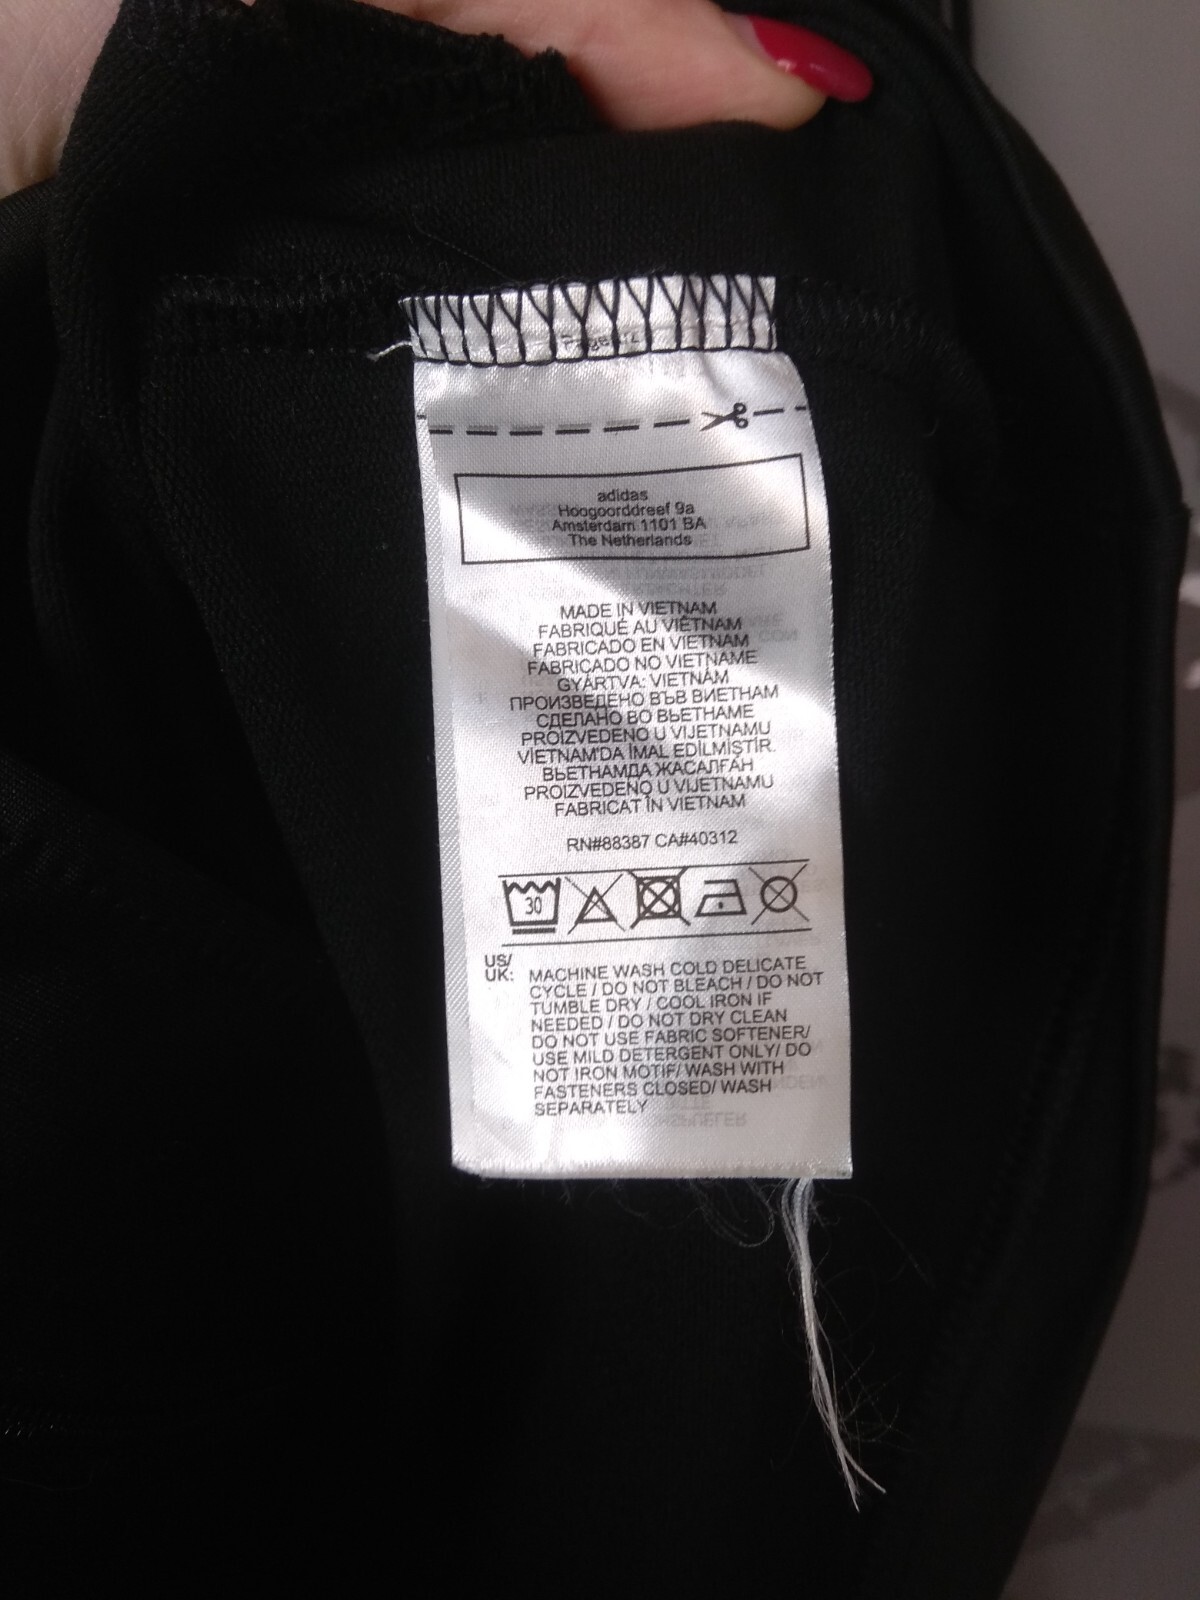 adidas
Hoogoorddreef 9a
Amsterdam 1101 BA
The Netherlands
MADE IN VIETNAM
FABRIQUÉ AU VIÊTNAM
FABRICADO EN VIETNAM
FABRICADO NO VIETNAME
GYÁRTVA: VIETNÁM
ПРОИЗВЕДЕНО ВЪВ ВИЕТНАМ
СДЕЛАНО ВО ВЬЕТНАМЕ
PROIZVEDENO U VIJETNAMU
VİETNAM'DA İMAL EDİLMİŞTİR.
ВЬЕТНАМДА ЖАСАЛҒАН
PROIZVEDENO U VIJETNAMU
FABRICAT ÎN VIETNAM
RN#88387 CA#40312
30
US/
UK: MACHINE WASH COLD DELICATE
CYCLE / DO NOT BLEACH / DO NOT
TUMBLE DRY / COOL IRON IF
NEEDED / DO NOT DRY CLEAN
DO NOT USE FABRIC SOFTENER/
USE MILD DETERGENT ONLY/ DO
NOT IRON MOTIF/ WASH WITH
FASTENERS CLOSED/ WASH
SEPARATELY